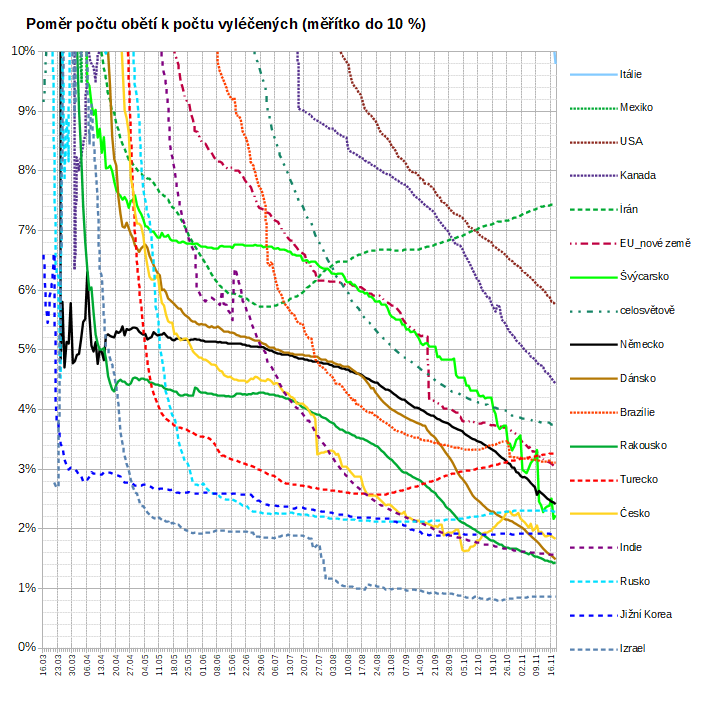 Poměr počtu obětí k počtu vyléčených (měřítko do 10 %)
10%
9%
8%
7%
6%
5%
4%
3%
2%
1%
0%
16.03
23.03
30.03
06.04
13.04
20.04
27.04
04.05
11.05
18.05
25.05
01.06
08.06
15.06
22.06
29.06
06.07
13.07
20.07
27.07
03.08
10.08
17.08
24.08
31.08
07.09
14.09
21.09
28.09
05.10
12.10
19.10
26.10
02.11
09.11
16.11
Itálie
Mexiko
USA
Kanada
Írán
EU_nové země
Švýcarsko
celosvětově
Německo
Dánsko
Brazílie
Rakousko
Turecko
Česko
Indie
Rusko
Jižní Korea
Izrael